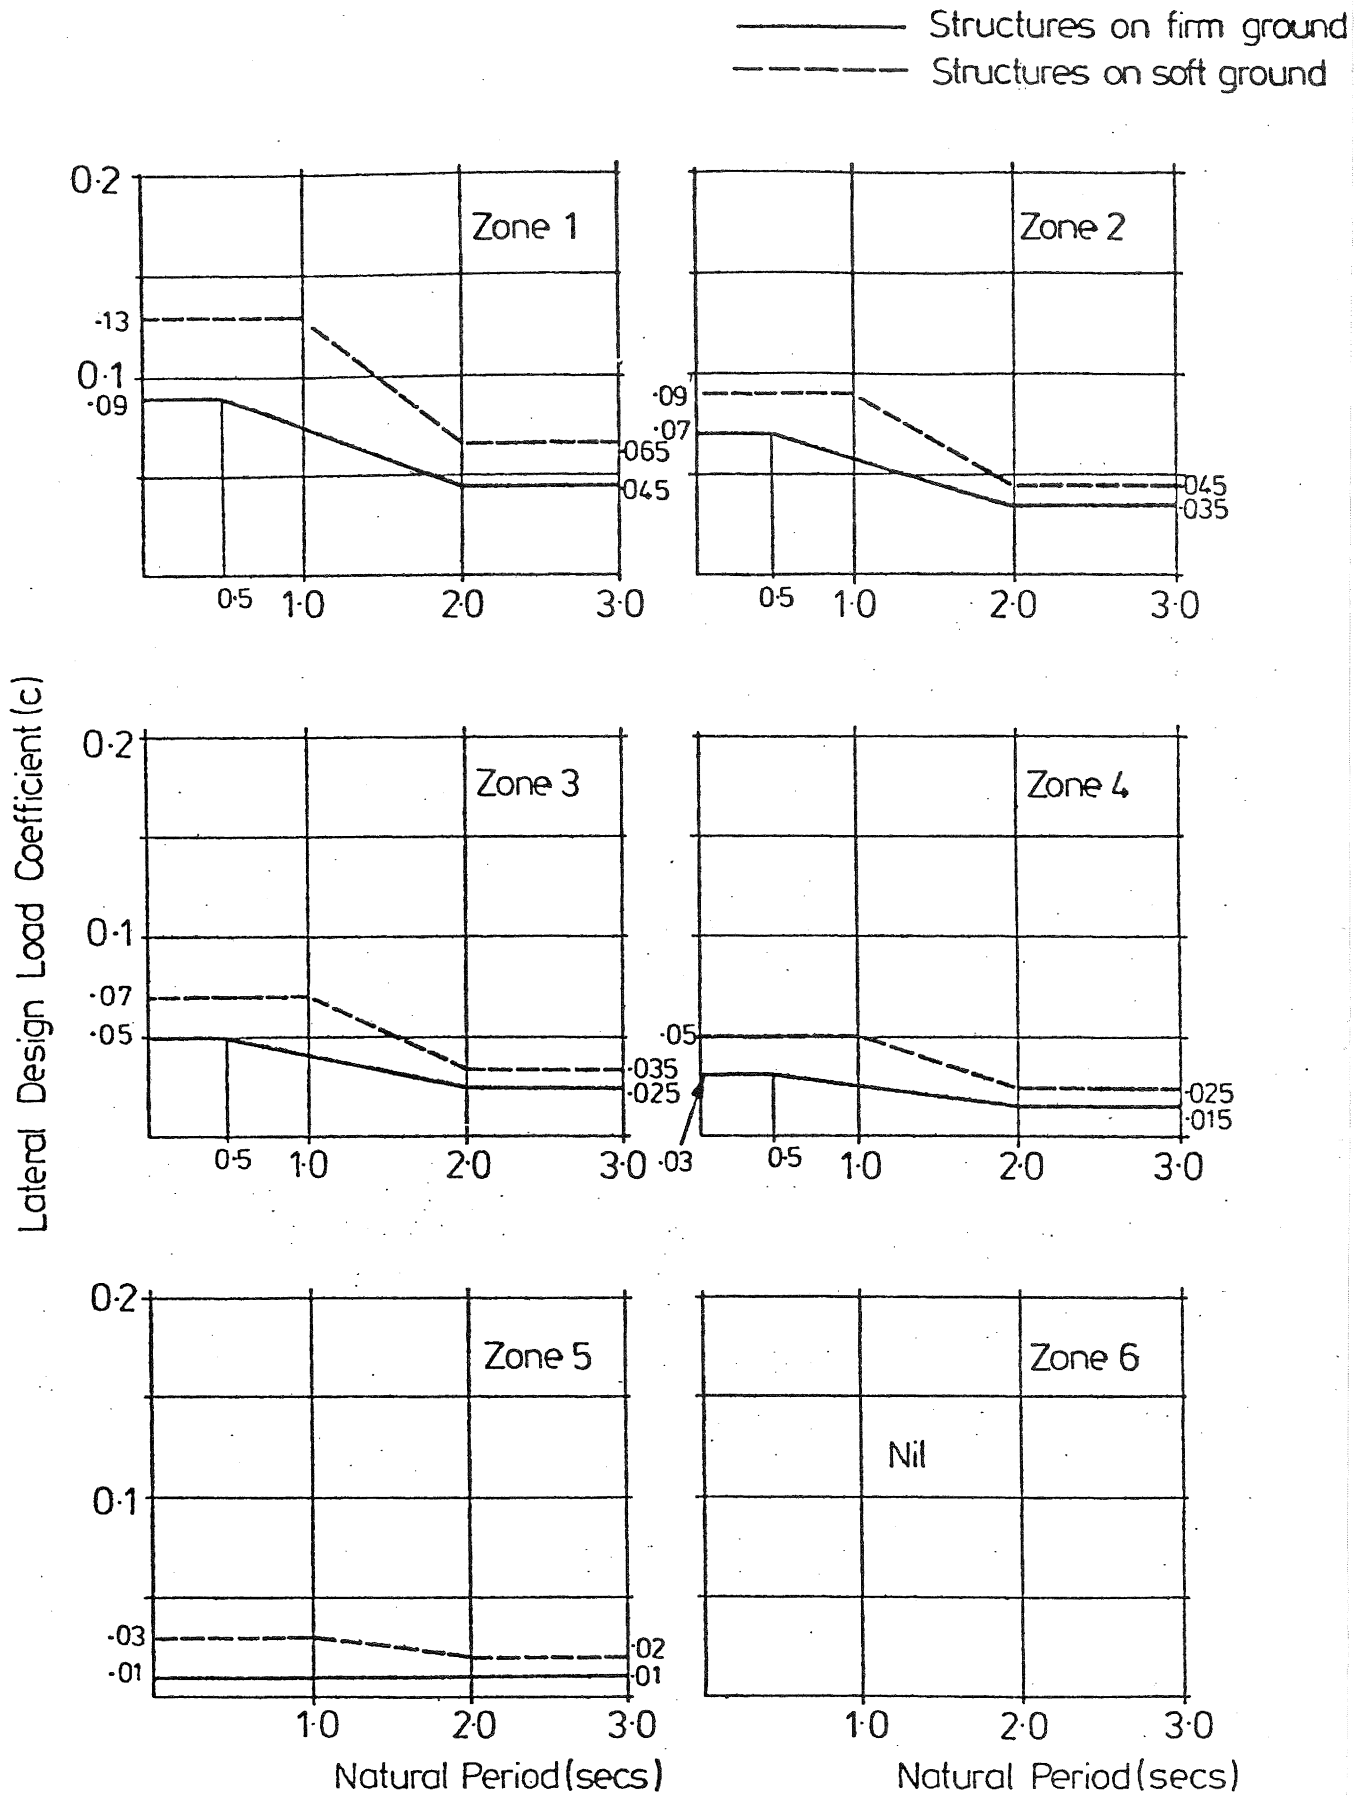 Structures on firm ground
Structures on soft ground
0·2
Zone 1
·13
0·1
·09
·065
·045
0·5 1·0 2·0 3·0
Zone 2
·09
·07
·045
·035
0·5 1·0 2·0 3·0
Lateral Design Load Coefficient (c)
0·2
Zone 3
0·1
·07
·05
·035
·025
0·5 1·0 2·0 3·0
Zone 4
·05
·025
·015
·03
0·5 1·0 2·0 3·0
0·2
Zone 5
0·1
·03
·01
·02
·01
1·0 2·0 3·0
Natural Period (secs)
Zone 6
Nil
1·0 2·0 3·0
Natural Period (secs)